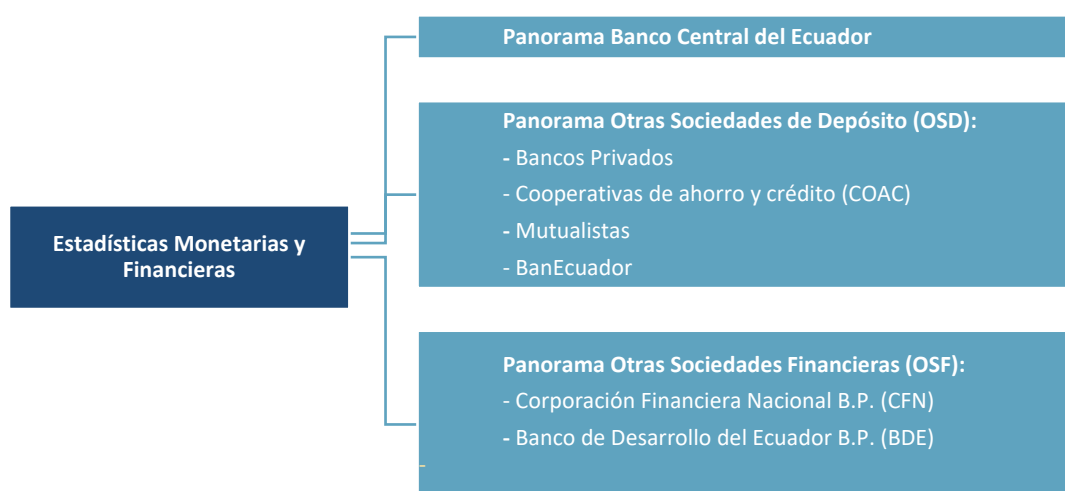 Panorama Banco Central del Ecuador
Panorama Otras Sociedades de Depósito (OSD):
- Bancos Privados
- Cooperativas de ahorro y crédito (COAC)
- Mutualistas
- BanEcuador
Estadísticas Monetarias y
Financieras
Panorama Otras Sociedades Financieras (OSF):
- Corporación Financiera Nacional B.P. (CFN)
- Banco de Desarrollo del Ecuador B.P. (BDE)
-